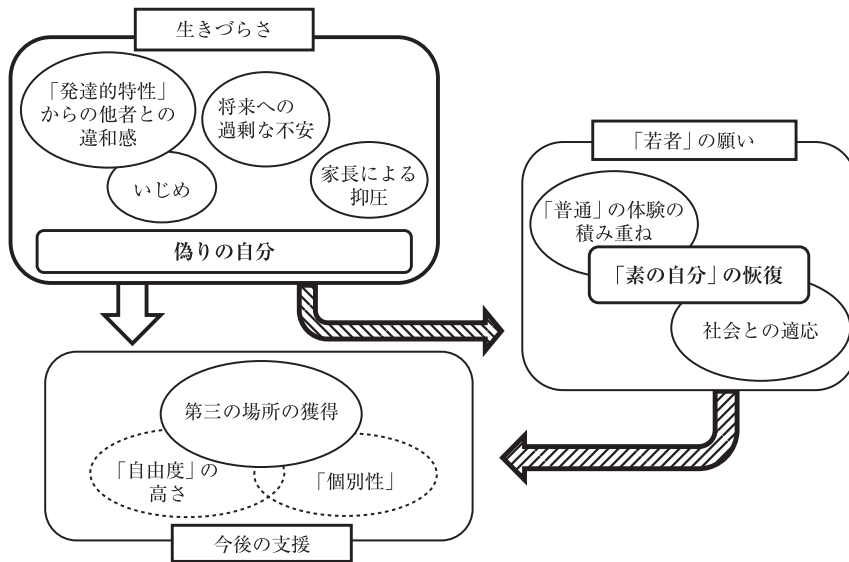 生きづらさ
「発達的特性」
からの他者との
違和感
将来への
過剰な不安
いじめ
家長による
抑圧
偽りの自分
「若者」の願い
「普通」の体験の
積み重ね
「素の自分」の恢復
社会との適応
第三の場所の獲得
「自由度」の
高さ
「個別性」
今後の支援